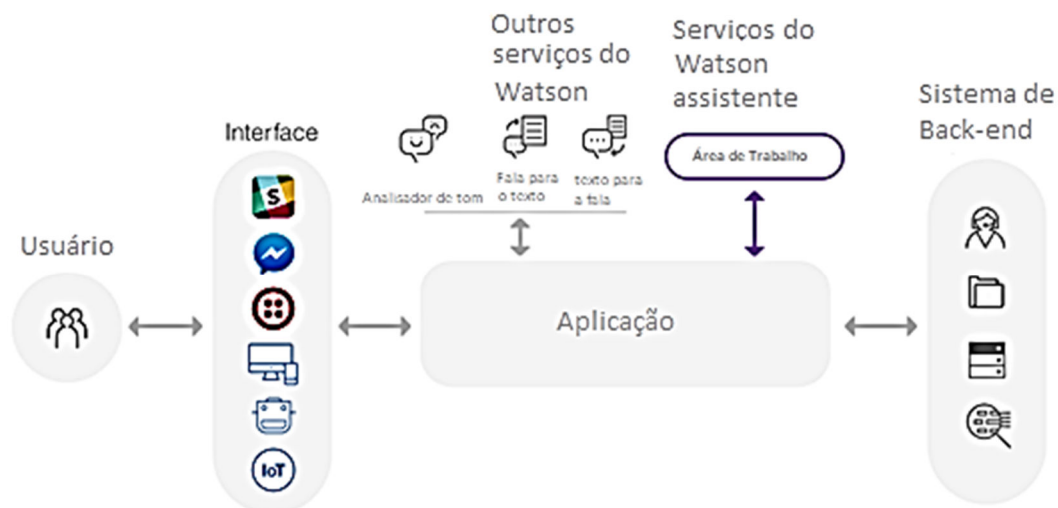 Outros
serviços do
Watson
Serviços do
Watson
assistente
Sistema de
Back-end
Interface
Área de Trabalho
Analisador de tom
Fala para
o texto
texto para
a fala
S
Usuário
Aplicação
IoT